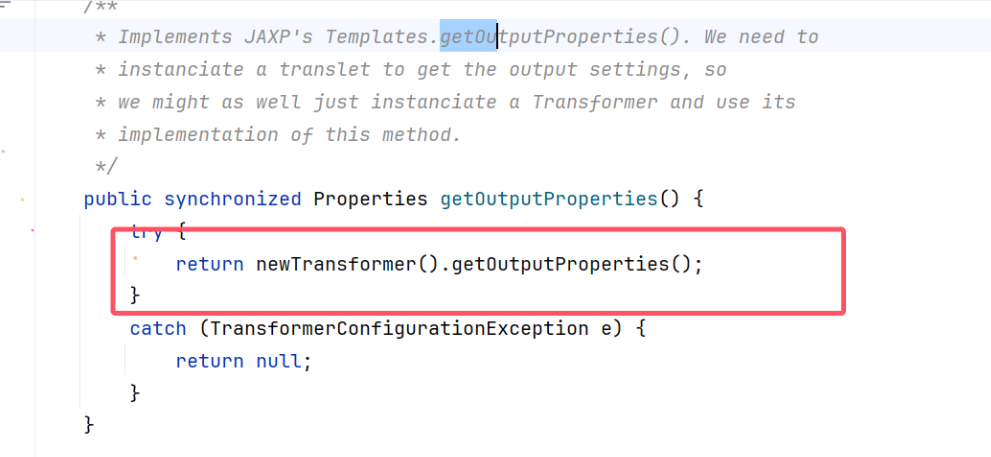 /**
* Implements JAXP's Templates.getOutputProperties(). We need to
* instanciate a translet to get the output settings, so
* we might as well just instanciate a Transformer and use its
* implementation of this method.
*/
public synchronized Properties getOutputProperties() {
try {
return newTransformer().getOutputProperties();
}
catch (TransformerConfigurationException e) {
return null;
}
}